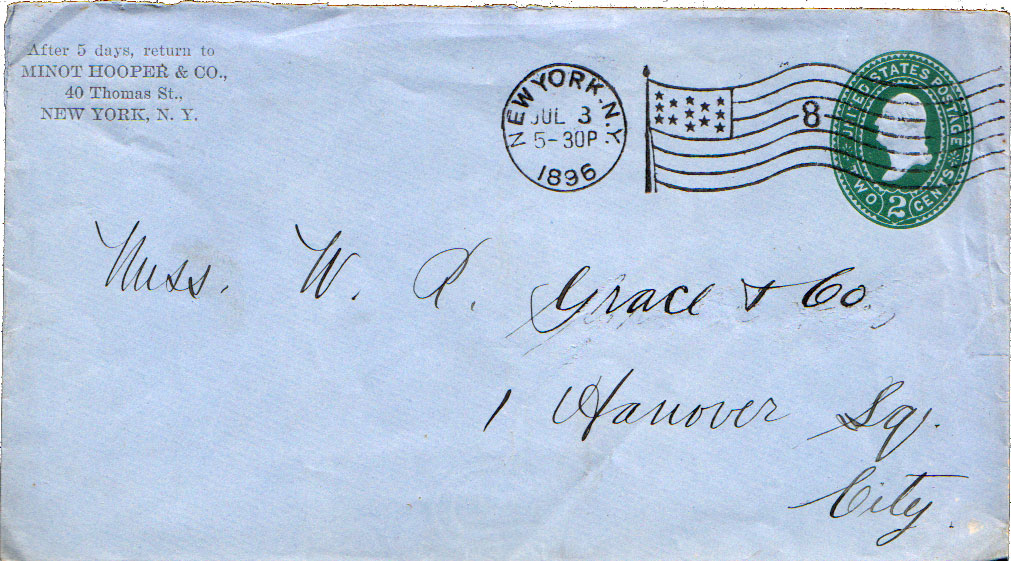 After 5 days, return to
MINOT HOOPER & CO.,
40 Thomas St.,
NEW YORK, N. Y.
NEW YORK, N.Y.
JUL 3
5-30P
1896
8
UNITED STATES POSTAGE
TWO 2 CENTS
Mess. W. R. Grace & Co.,
1 Hanover Sq.
City.